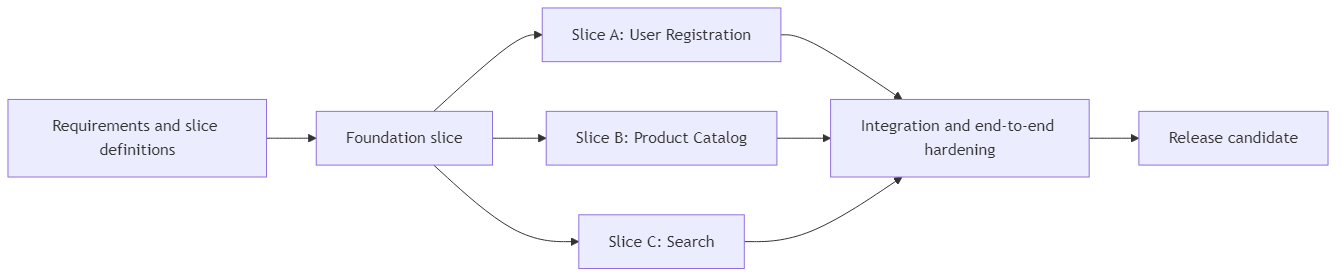 Requirements and slice
definitions
Foundation slice
Slice A: User Registration
Slice B: Product Catalog
Slice C: Search
Integration and end-to-end
hardening
Release candidate